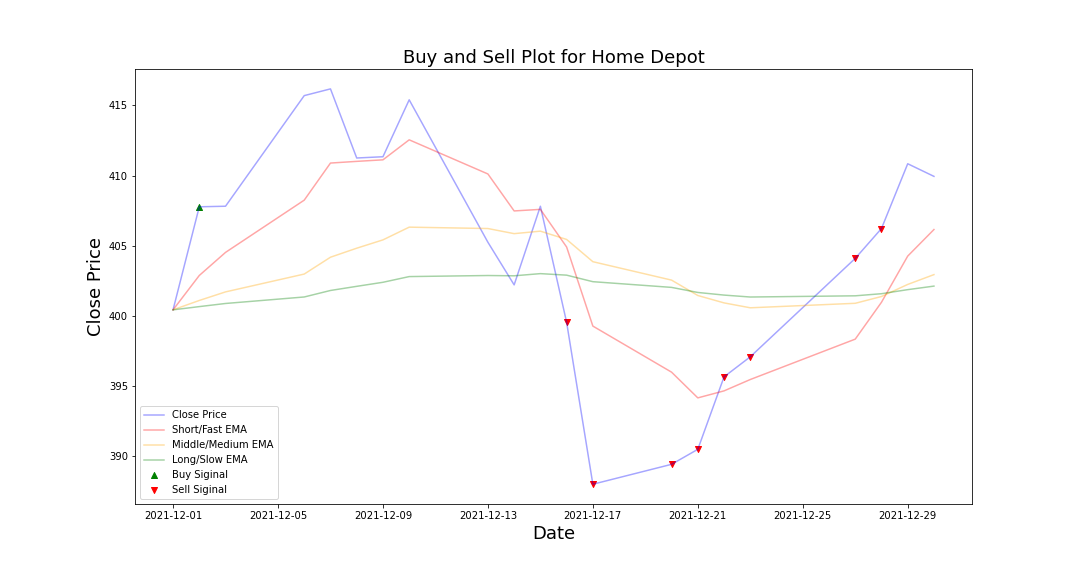 Buy and Sell Plot for Home Depot
Close Price
415
410
405
400
395
390
Close Price
Short/Fast EMA
Middle/Medium EMA
Long/Slow EMA
Buy Siginal
Sell Siginal
2021-12-01 2021-12-05 2021-12-09 2021-12-13 2021-12-17 2021-12-21 2021-12-25 2021-12-29
Date